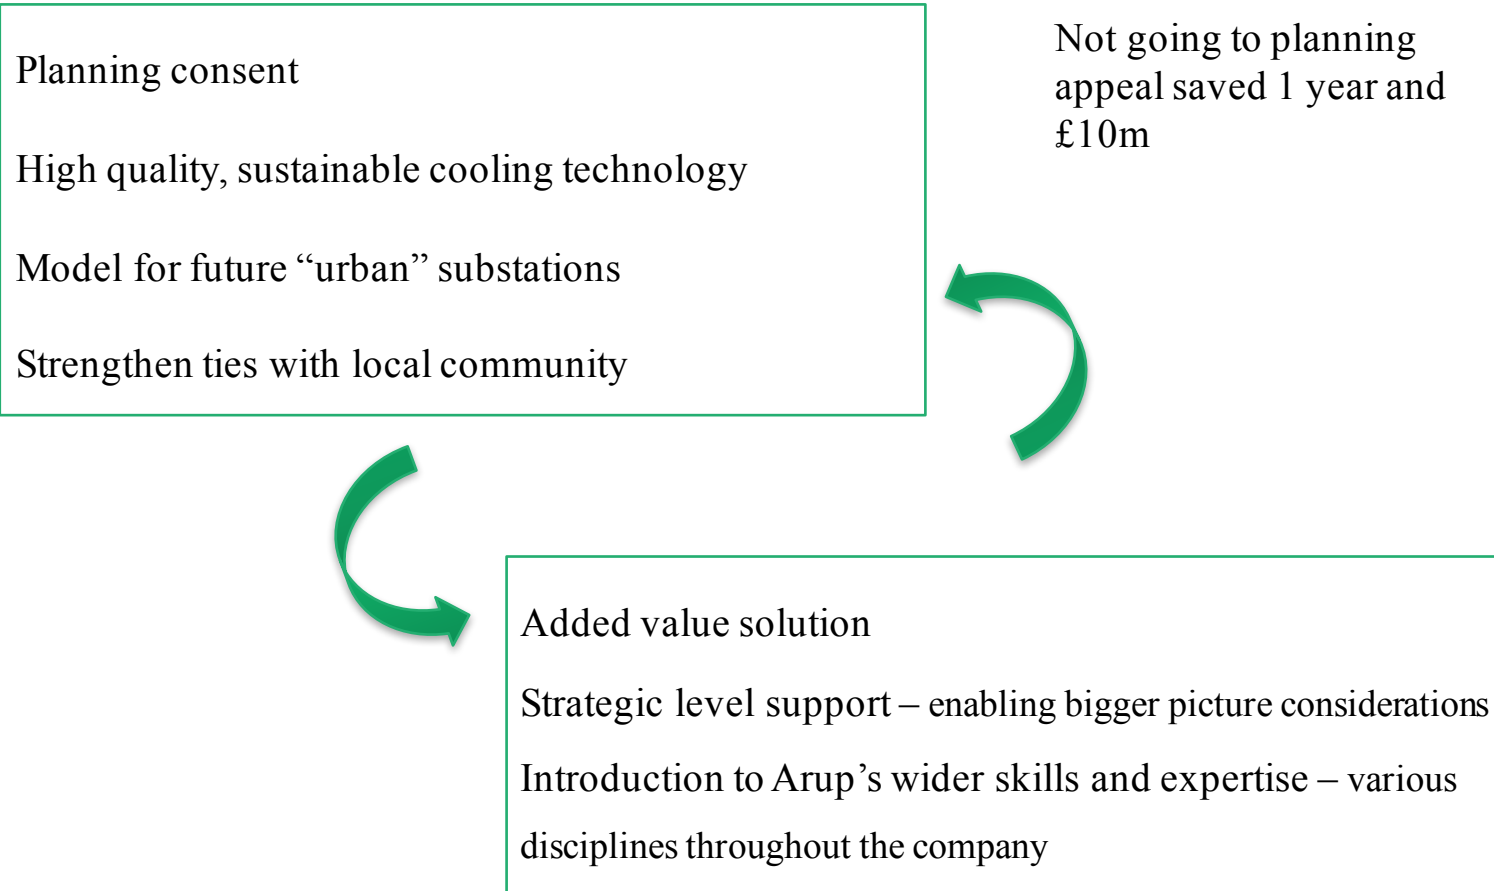 Planning consent
High quality, sustainable cooling technology
Model for future “urban” substations
Strengthen ties with local community
Not going to planning
appeal saved 1 year and
£10m
Added value solution
Strategic level support – enabling bigger picture considerations
Introduction to Arup’s wider skills and expertise – various
disciplines throughout the company